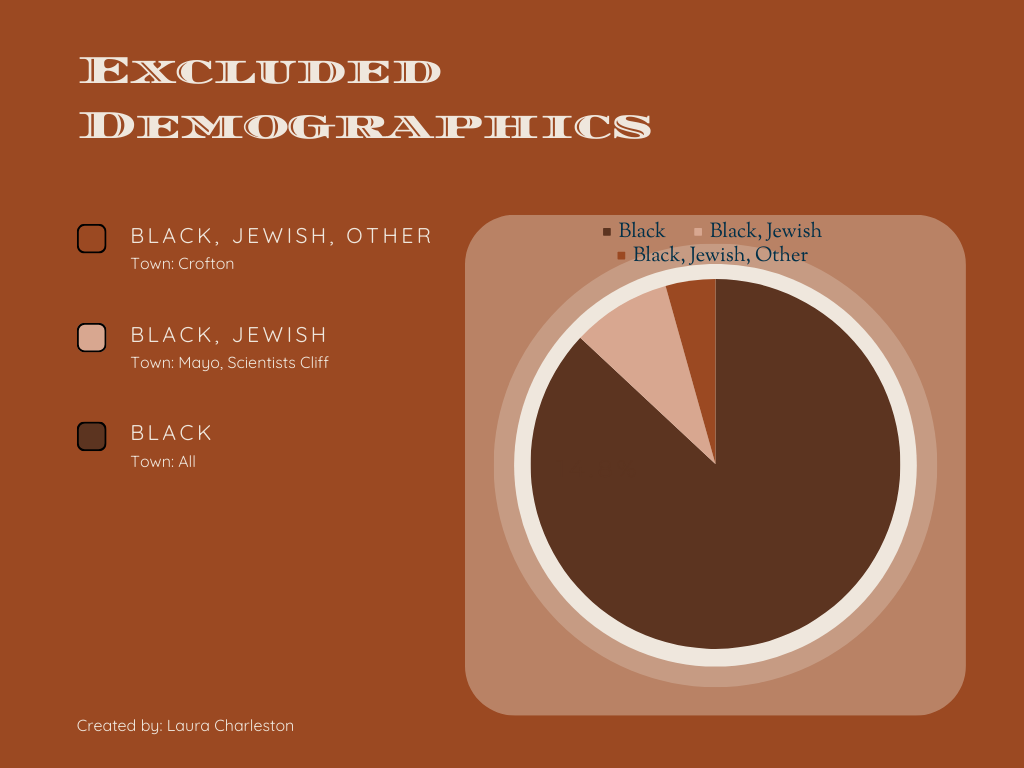 EXCLUDED
DEMOGRAPHICS
BLACK, JEWISH, OTHER
Town: Crofton
BLACK, JEWISH
Town: Mayo, Scientists Cliff
BLACK
Town: All
Black Black, Jewish
Black, Jewish, Other
Created by: Laura Charleston